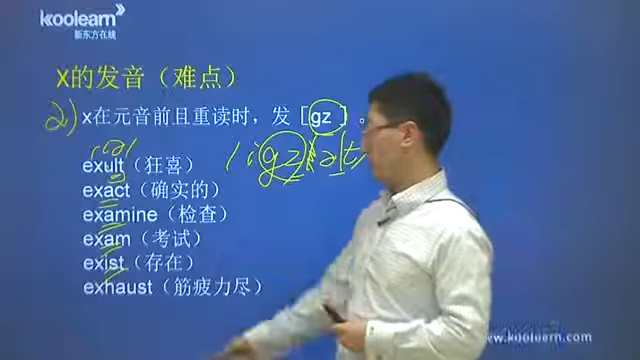 koolearn
新东方在线
x的发音（难点）
2) x在元音前且重读时，发［gz］。
exult（狂喜）
exact（确实的）
examine（检查）
exam（考试）
exist（存在）
exhaust（筋疲力尽）
www.koolearn.com